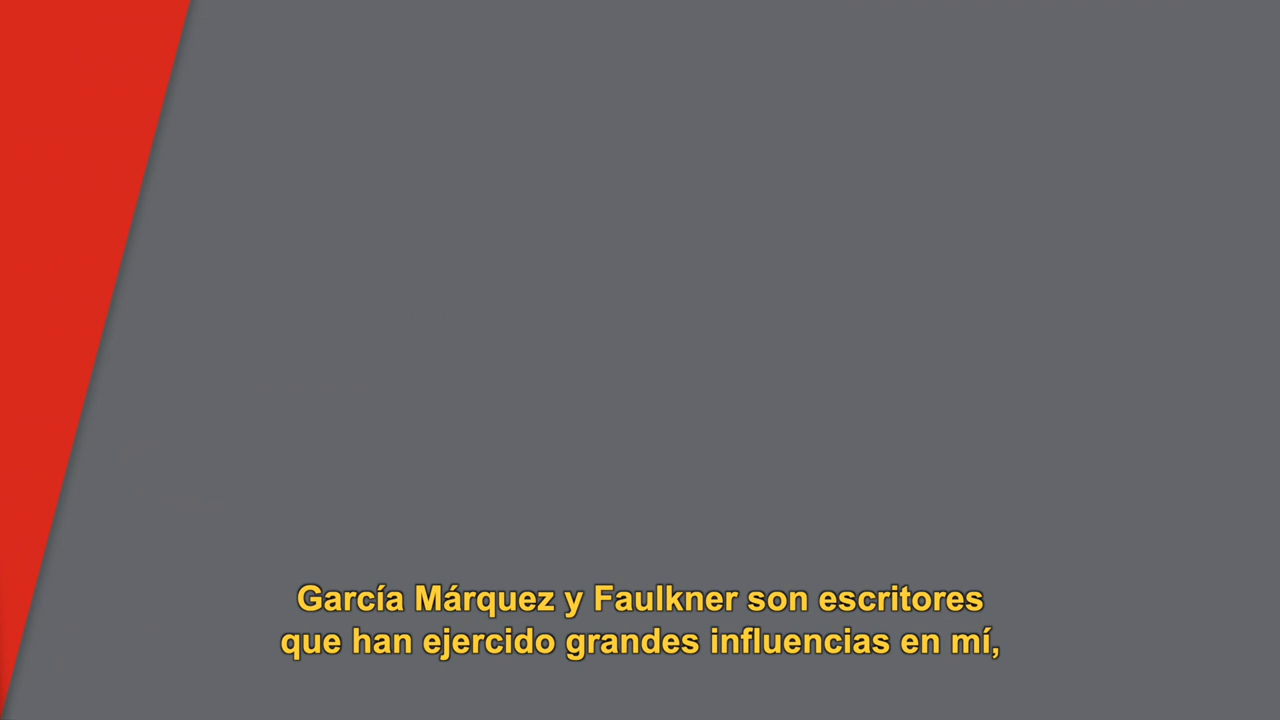 García Márquez y Faulkner son escritores
que han ejercido grandes influencias en mí,